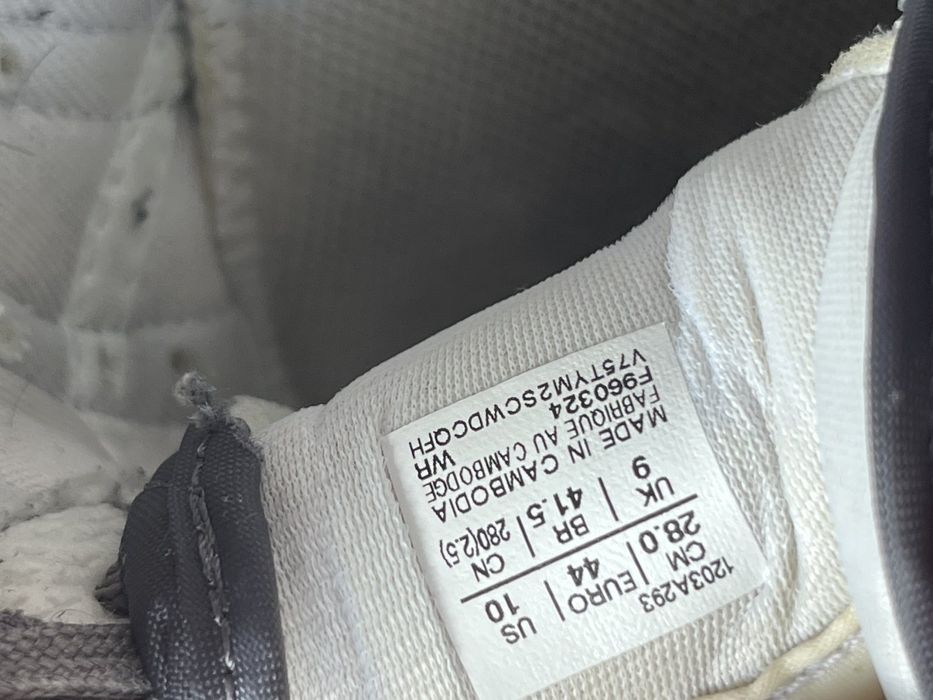 1203A293
CM EURO US
28.0 44 10
UK BR CN
9 41.5 280(2.5)
MADE IN CAMBODIA
FABRIQUE AU CAMBODGE
F960324 WR
V75TYM2SCWDCQFH